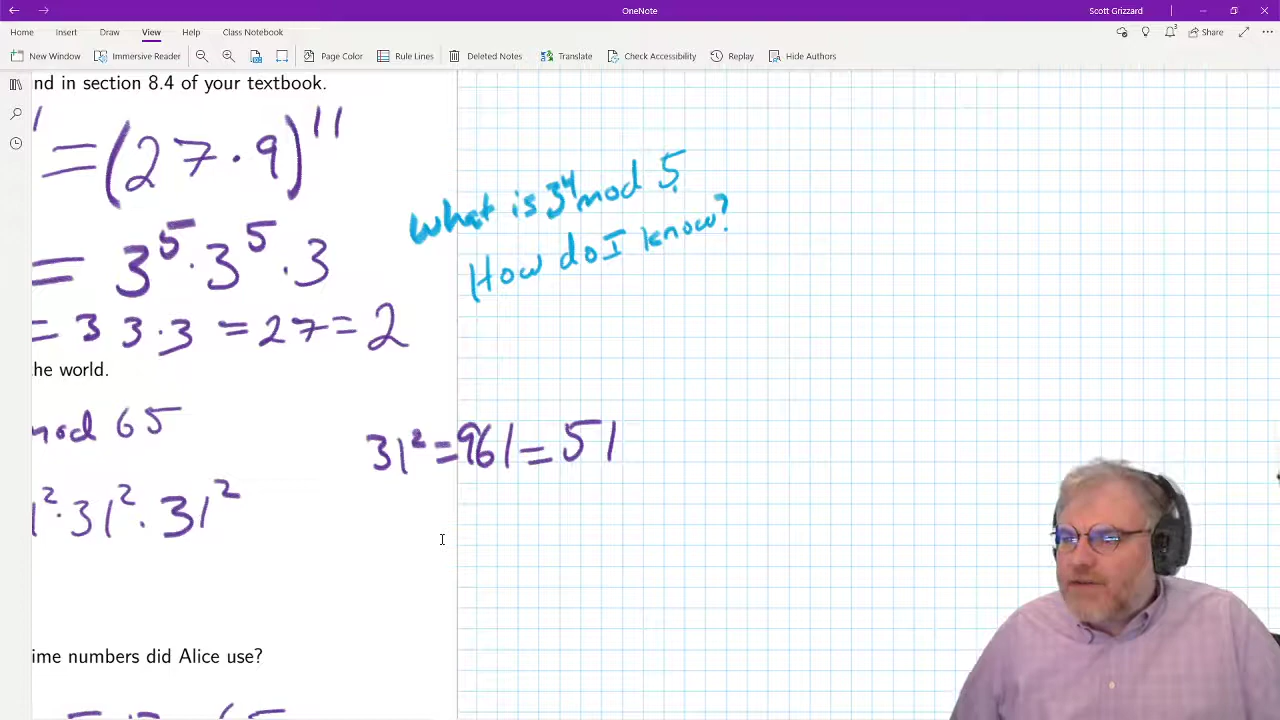 OneNote
Scott Grizzard
Home Insert Draw View Help Class Notebook
Share
New Window Immersive Reader Page Color Rule Lines Deleted Notes Translate Check Accessibility Replay Hide Authors
nd in section 8.4 of your textbook.
=(27·9)¹¹
What is 3⁴ mod 5
How do I know?
= 3⁵·3⁵·3
= 3 3·3 =27=2
he world.
mod 65
31²=961=51
1²·31²·31²
ime numbers did Alice use?